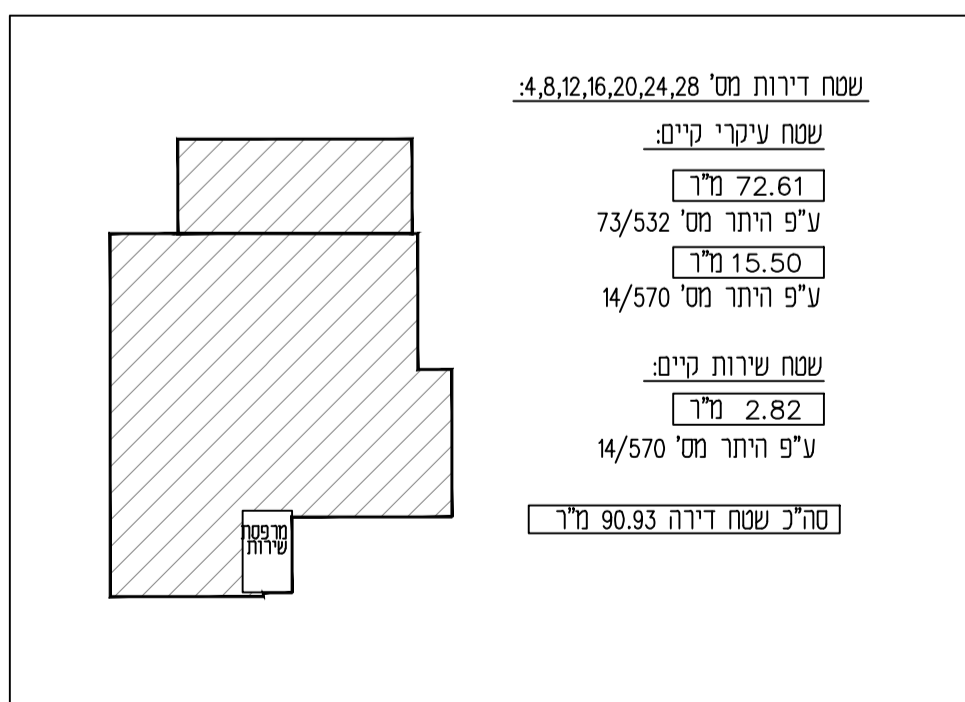 שטח דירות מס' 4,8,12,16,20,24,28:
שטח עיקרי קיים:
72.61 מ"ר
ע"פ היתר מס' 73/532
15.50 מ"ר
ע"פ היתר מס' 14/570
שטח שירות קיים:
2.82 מ"ר
ע"פ היתר מס' 14/570
סה"כ שטח דירה 90.93 מ"ר
מרפסת
שירות